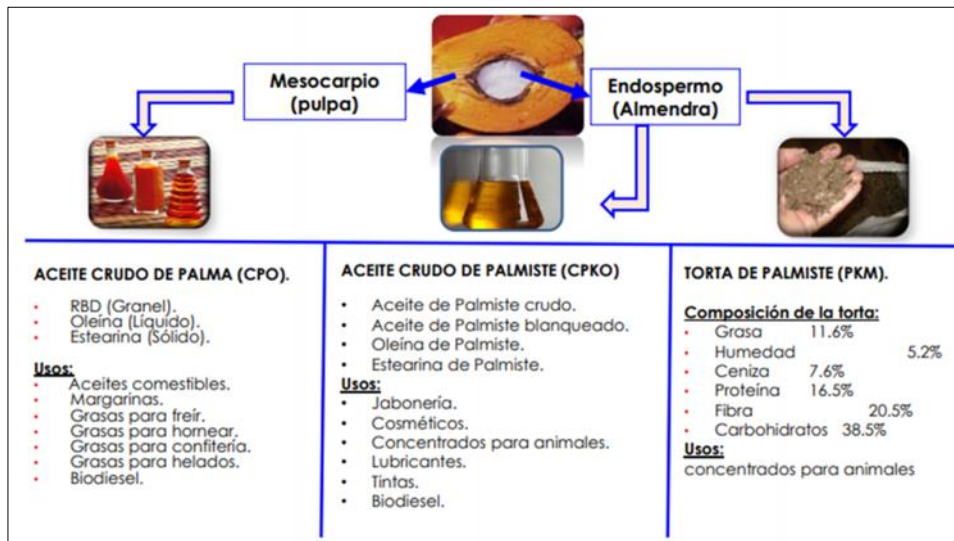 Mesocarpio
(pulpa)
Endospermo
(Almendra)
ACEITE CRUDO DE PALMA (CPO).
• RBD (Granel).
• Oleína (Líquido).
• Estearina (Sólido).
Usos:
• Aceites comestibles.
• Margarinas.
• Grasas para freír.
• Grasas para hornear.
• Grasas para confitería.
• Grasas para helados.
• Biodiesel.
ACEITE CRUDO DE PALMISTE (CPKO)
• Aceite de Palmiste crudo.
• Aceite de Palmiste blanqueado.
• Oleína de Palmiste.
• Estearina de Palmiste.
Usos:
• Jabonería.
• Cosméticos.
• Concentrados para animales.
• Lubricantes.
• Tintas.
• Biodiesel.
TORTA DE PALMISTE (PKM).
Composición de la torta:
• Grasa 11.6%
• Humedad 5.2%
• Ceniza 7.6%
• Proteína 16.5%
• Fibra 20.5%
• Carbohidratos 38.5%
Usos:
concentrados para animales